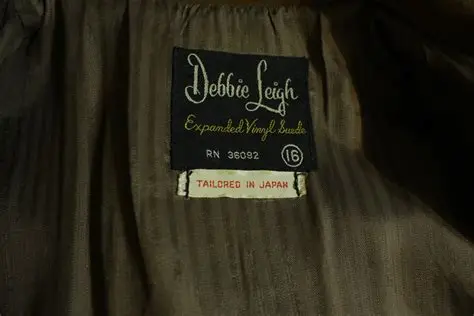 Debbie Leigh
Expanded Vinyl Suede
RN 36092 16
TAILORED IN JAPAN